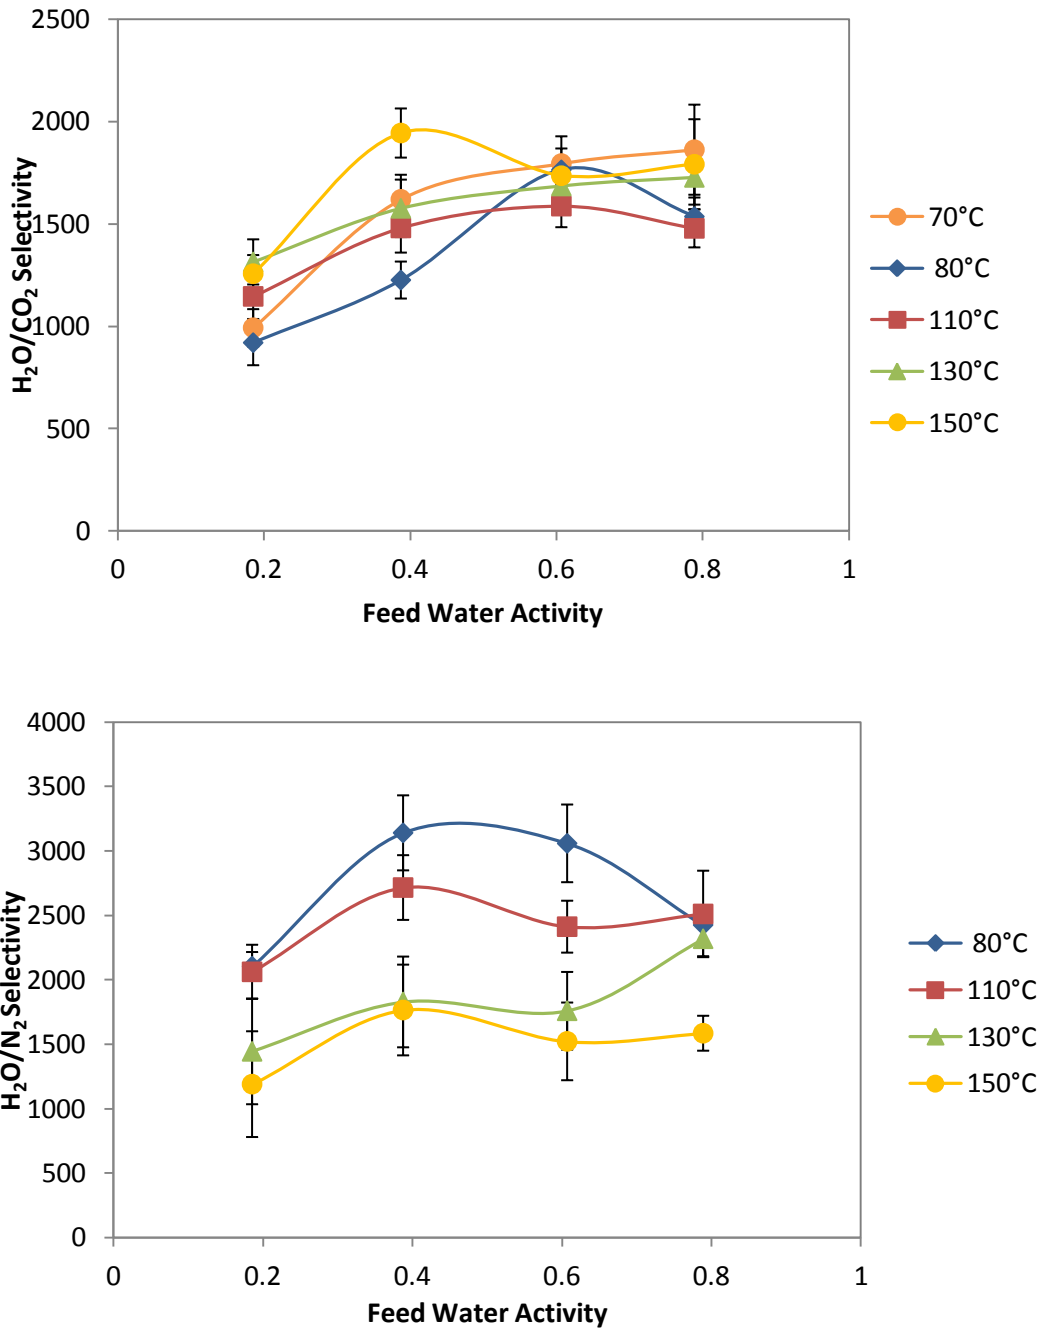 2500
2000
1500
1000
500
0
H₂O/CO₂ Selectivity
0 0.2 0.4 0.6 0.8 1
Feed Water Activity
70°C
80°C
110°C
130°C
150°C
4000
3500
3000
2500
2000
1500
1000
500
0
H₂O/N₂ Selectivity
0 0.2 0.4 0.6 0.8 1
Feed Water Activity
80°C
110°C
130°C
150°C